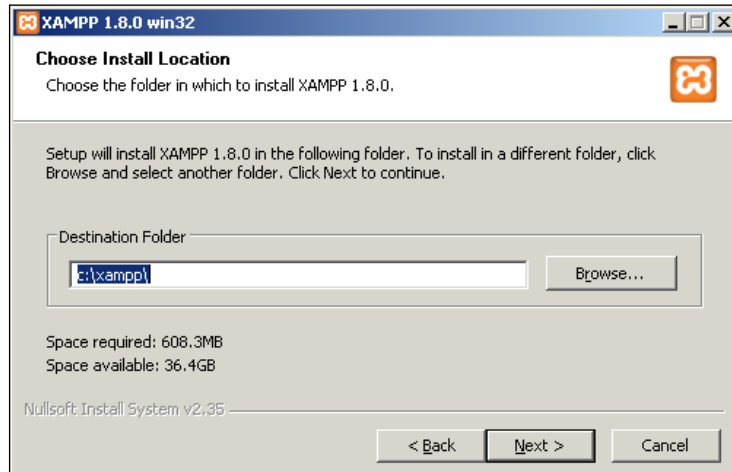 XAMPP 1.8.0 win32
Choose Install Location
Choose the folder in which to install XAMPP 1.8.0.
Setup will install XAMPP 1.8.0 in the following folder. To install in a different folder, click
Browse and select another folder. Click Next to continue.
Destination Folder
c:\xampp\
Browse...
Space required: 608.3MB
Space available: 36.4GB
Nullsoft Install System v2.35
< Back
Next >
Cancel